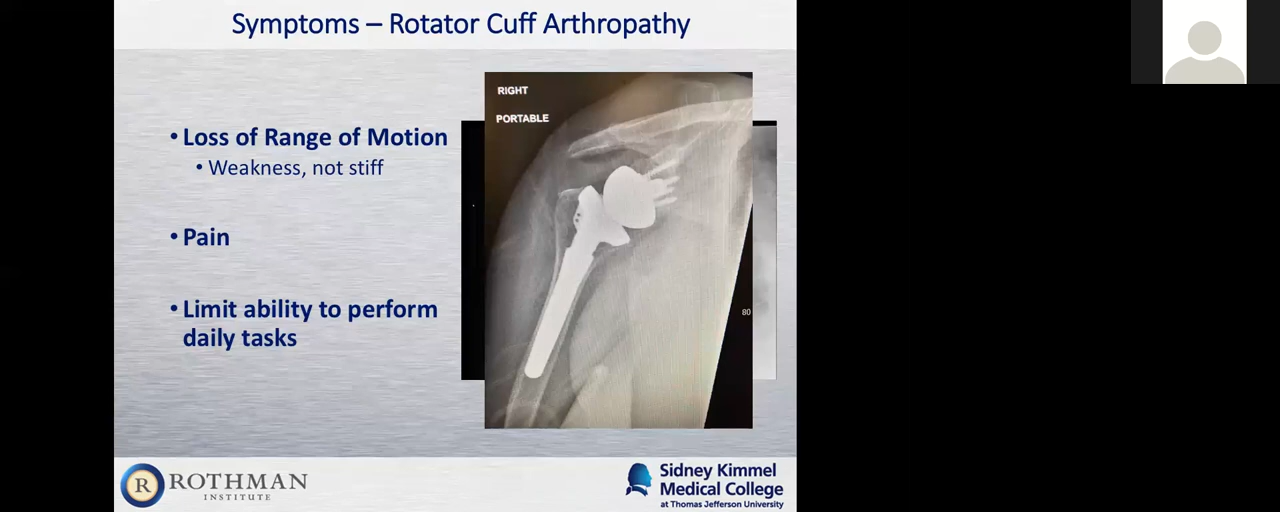 Symptoms – Rotator Cuff Arthropathy
• Loss of Range of Motion
• Weakness, not stiff
• Pain
• Limit ability to perform
daily tasks
RIGHT
PORTABLE
80
R ROTHMAN
INSTITUTE
Sidney Kimmel
Medical College
at Thomas Jefferson University